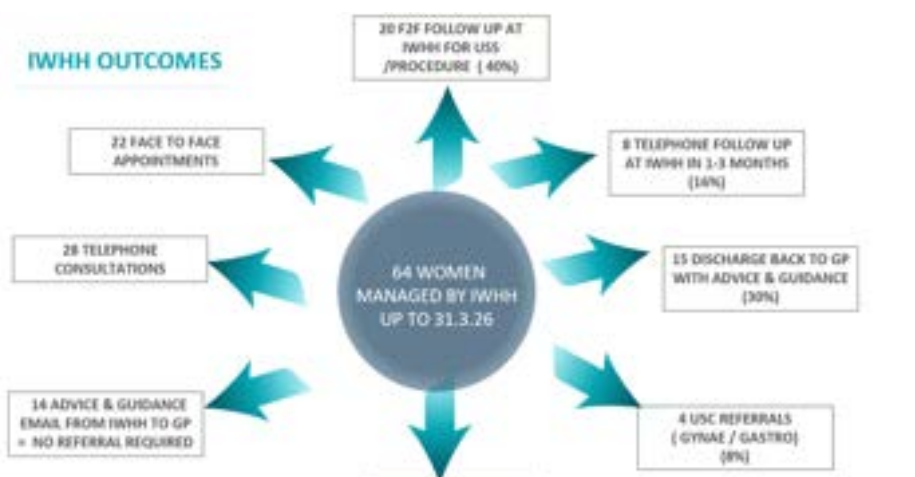 20 F2F FOLLOW UP AT
IWHH FOR USS
/PROCEDURE ( 40%)
IWHH OUTCOMES
22 FACE TO FACE
APPOINTMENTS
8 TELEPHONE FOLLOW UP
AT IWHH IN 1-3 MONTHS
(16%)
28 TELEPHONE
CONSULTATIONS
64 WOMEN
MANAGED BY IWHH
UP TO 31.3.26
15 DISCHARGE BACK TO GP
WITH ADVICE & GUIDANCE
(30%)
14 ADVICE & GUIDANCE
EMAIL FROM IWHH TO GP
= NO REFERRAL REQUIRED
4 USC REFERRALS
( GYNAE / GASTRO)
(8%)